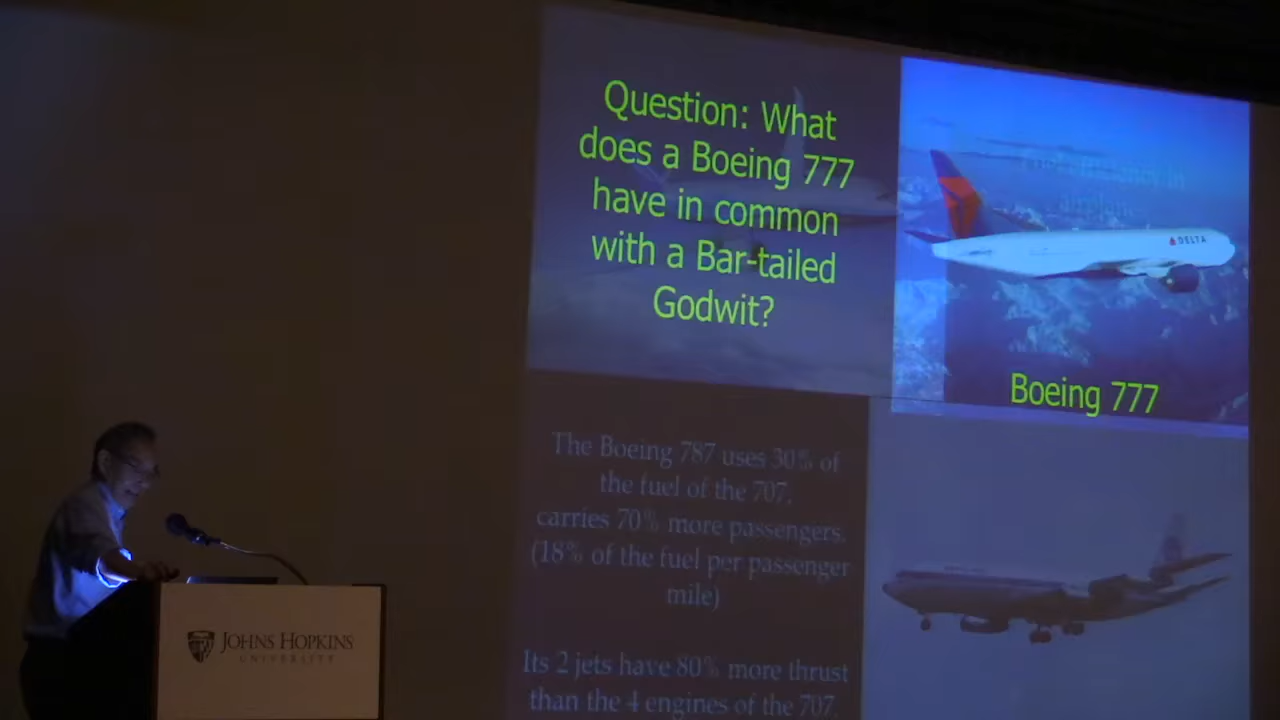 Question: What
does a Boeing 777
have in common
with a Bar-tailed
Godwit?
DELTA
Boeing 777
The Boeing 787 uses 30% of
the fuel of the 707,
carries 70% more passengers.
(18% of the fuel per passenger
mile)
Its 2 jets have 80% more thrust
than the 4 engines of the 707.
JOHNS HOPKINS
UNIVERSITY